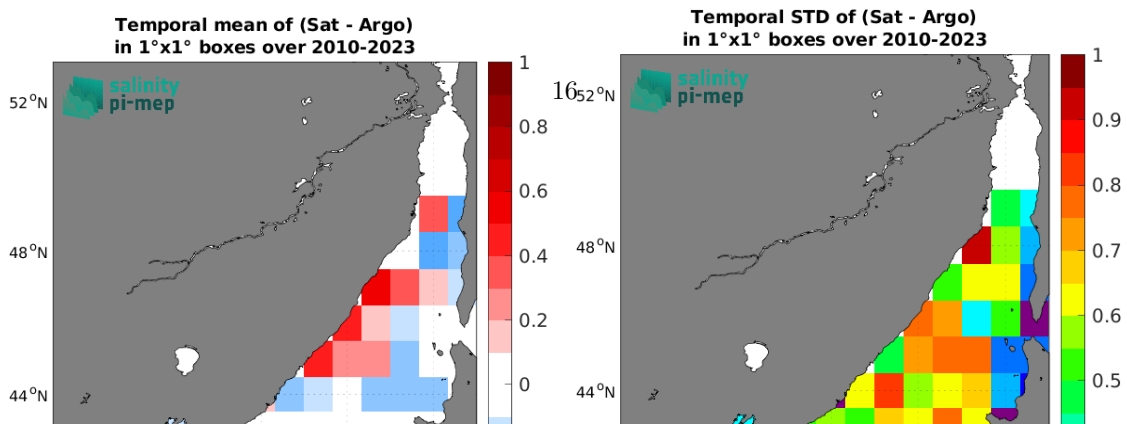 Temporal mean of (Sat - Argo)
in 1°x1° boxes over 2010-2023
salinity
pi-mep
52°N
48°N
44°N
1
0.8
0.6
0.4
0.2
0
16
Temporal STD of (Sat - Argo)
in 1°x1° boxes over 2010-2023
salinity
pi-mep
52°N
48°N
44°N
1
0.9
0.8
0.7
0.6
0.5